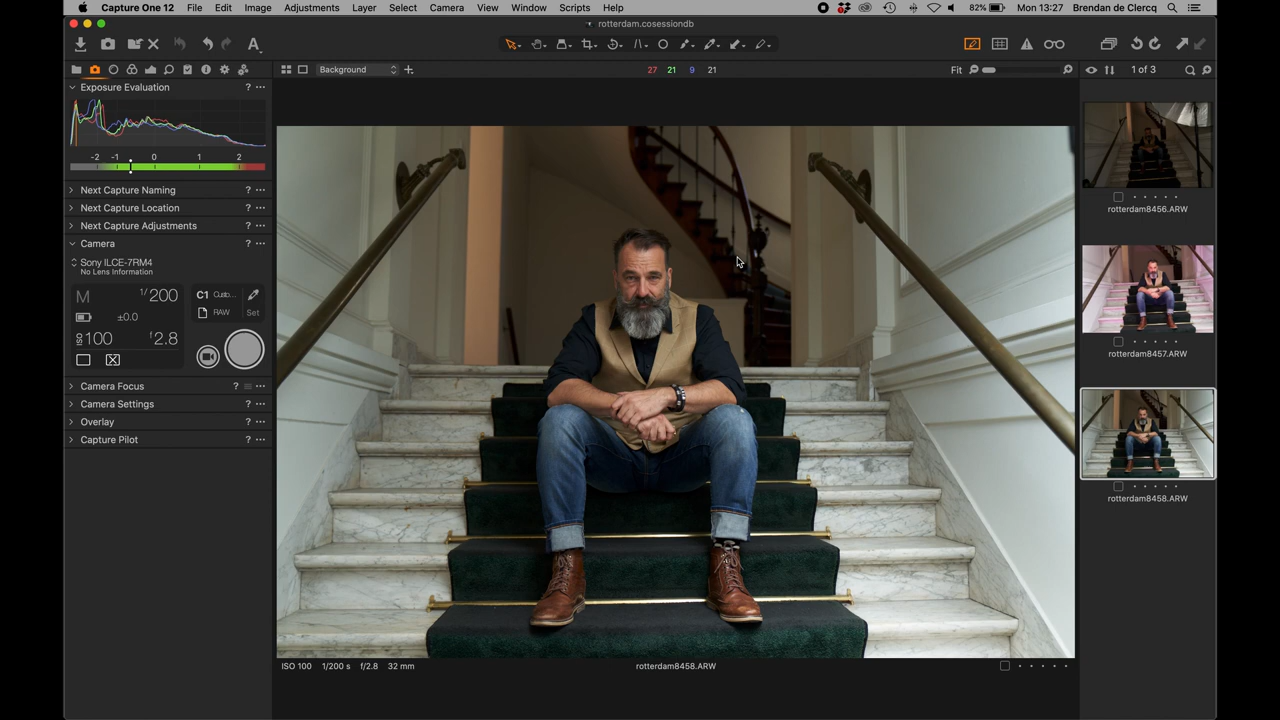 Capture One 12 File Edit Image Adjustments Layer Select Camera View Window Scripts Help 82% Mon 13:27 Brendan de Clercq
rotterdam.cosessiondb
A
Background 27 21 9 21 Fit 1 of 3
Exposure Evaluation ? ...
-2 -1 0 1 2
Next Capture Naming ? ...
Next Capture Location ? ...
Next Capture Adjustments ? ...
Camera ? ...
Sony ILCE-7RM4
No Lens Information
M 1/200 C1 Custo...
±0.0 RAW Set
ISO 100 f 2.8
Camera Focus ? ...
Camera Settings ? ...
Overlay ? ...
Capture Pilot ? ...
rotterdam8456.ARW
rotterdam8457.ARW
rotterdam8458.ARW
ISO 100 1/200 s f/2.8 32 mm rotterdam8458.ARW